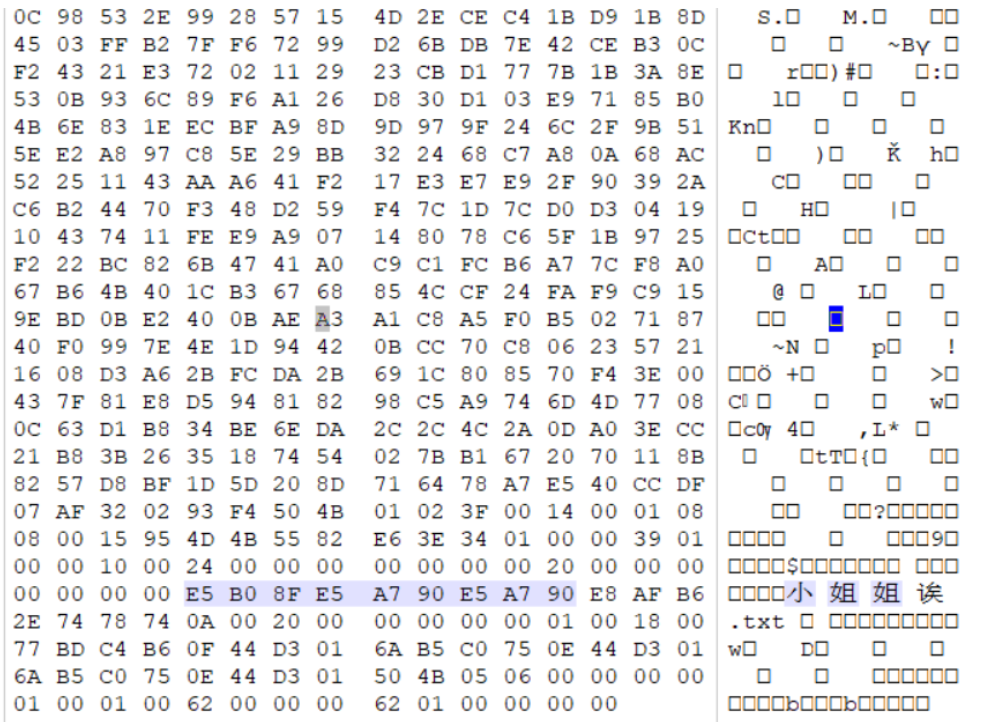 0C 98 53 2E 99 28 57 15 4D 2E CE C4 1B D9 1B 8D S.□ M.□ □□
45 03 FF B2 7F F6 72 99 D2 6B DB 7E 42 CE B3 0C □ □ ~Bγ □
F2 43 21 E3 72 02 11 29 23 CB D1 77 7B 1B 3A 8E □ r□□)#□ □:□
53 0B 93 6C 89 F6 A1 26 D8 30 D1 03 E9 71 85 B0 l□ □ □
4B 6E 83 1E EC BF A9 8D 9D 97 9F 24 6C 2F 9B 51 Kn□ □ □ □
5E E2 A8 97 C8 5E 29 BB 32 24 68 C7 A8 0A 68 AC □ )□ Ǩ h□
52 25 11 43 AA A6 41 F2 17 E3 E7 E9 2F 90 39 2A C□ □□ □
C6 B2 44 70 F3 48 D2 59 F4 7C 1D 7C D0 D3 04 19 □ H□ |□
10 43 74 11 FE E9 A9 07 14 80 78 C6 5F 1B 97 25 □Ct□□ □□ □□
F2 22 BC 82 6B 47 41 A0 C9 C1 FC B6 A7 7C F8 A0 □ A□ □ □
67 B6 4B 40 1C B3 67 68 85 4C CF 24 FA F9 C9 15 @ □ L□ □
9E BD 0B E2 40 0B AE A3 A1 C8 A5 F0 B5 02 71 87 □□ □ □ □
40 F0 99 7E 4E 1D 94 42 0B CC 70 C8 06 23 57 21 ~N □ p□ !
16 08 D3 A6 2B FC DA 2B 69 1C 80 85 70 F4 3E 00 □□Ӧ +□ □ >□
43 7F 81 E8 D5 94 81 82 98 C5 A9 74 6D 4D 77 08 C□ □ □ □ w□
0C 63 D1 B8 34 BE 6E DA 2C 2C 4C 2A 0D A0 3E CC □cѸ 4□ ,L* □
21 B8 3B 26 35 18 74 54 02 7B B1 67 20 70 11 8B □ □tT□{□ □□
82 57 D8 BF 1D 5D 20 8D 71 64 78 A7 E5 40 CC DF □ □ □ □
07 AF 32 02 93 F4 50 4B 01 02 3F 00 14 00 01 08 □□ □□?□□□□□
08 00 15 95 4D 4B 55 82 E6 3E 34 01 00 00 39 01 □□□□ □ □□□9□
00 00 10 00 24 00 00 00 00 00 00 00 20 00 00 00 □□□□$□□□□□□□ □□□
00 00 00 00 E5 B0 8F E5 A7 90 E5 A7 90 E8 AF B6 □□□□小姐姐诶
2E 74 78 74 0A 00 20 00 00 00 00 00 01 00 18 00 .txt □ □□□□□□□□□
77 BD C4 B6 0F 44 D3 01 6A B5 C0 75 0E 44 D3 01 w□ D□ □ □
6A B5 C0 75 0E 44 D3 01 50 4B 05 06 00 00 00 00 □ □ □□□□□□
01 00 01 00 62 00 00 00 62 01 00 00 00 00 □□□□b□□□b□□□□□